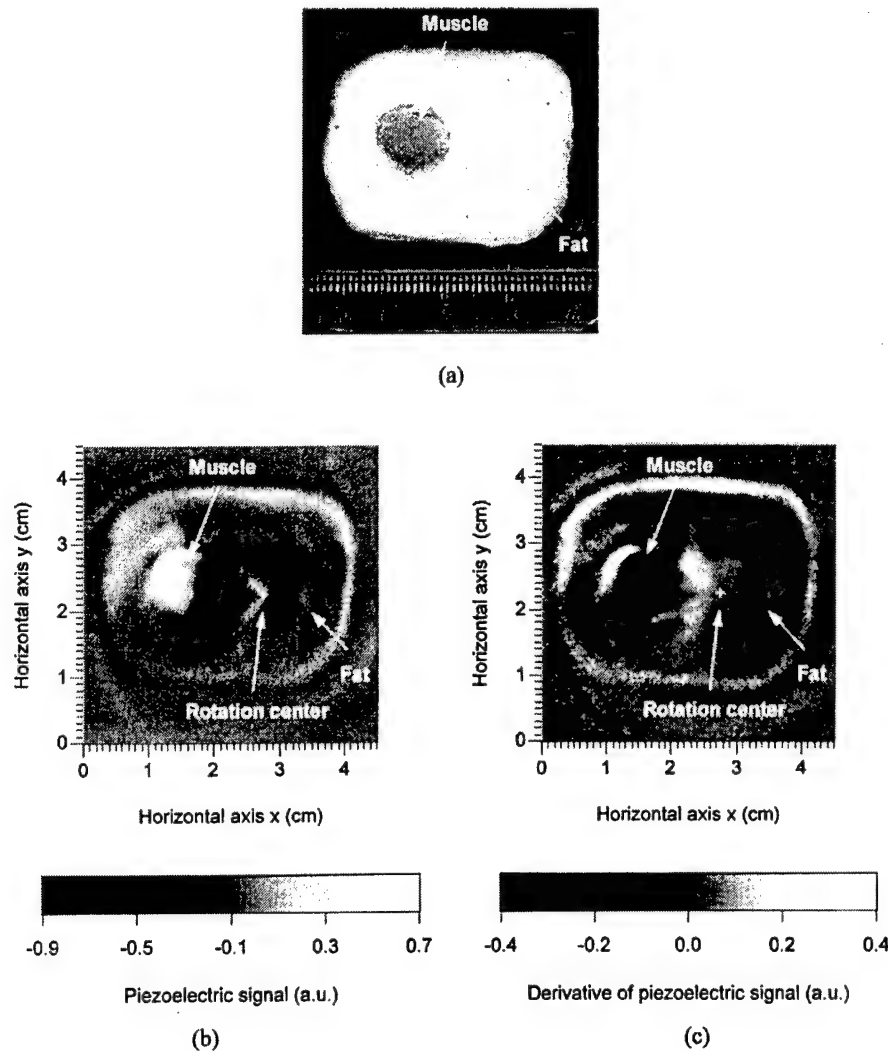 Muscle
Fat
(a)
Muscle
Fat
Rotation center
4
3
2
1
0
Horizontal axis y (cm)
0 1 2 3 4
Horizontal axis x (cm)
-0.9 -0.5 -0.1 0.3 0.7
Piezoelectric signal (a.u.)
(b)
Muscle
Fat
Rotation center
4
3
2
1
0
Horizontal axis y (cm)
0 1 2 3 4
Horizontal axis x (cm)
-0.4 -0.2 0.0 0.2 0.4
Derivative of piezoelectric signal (a.u.)
(c)